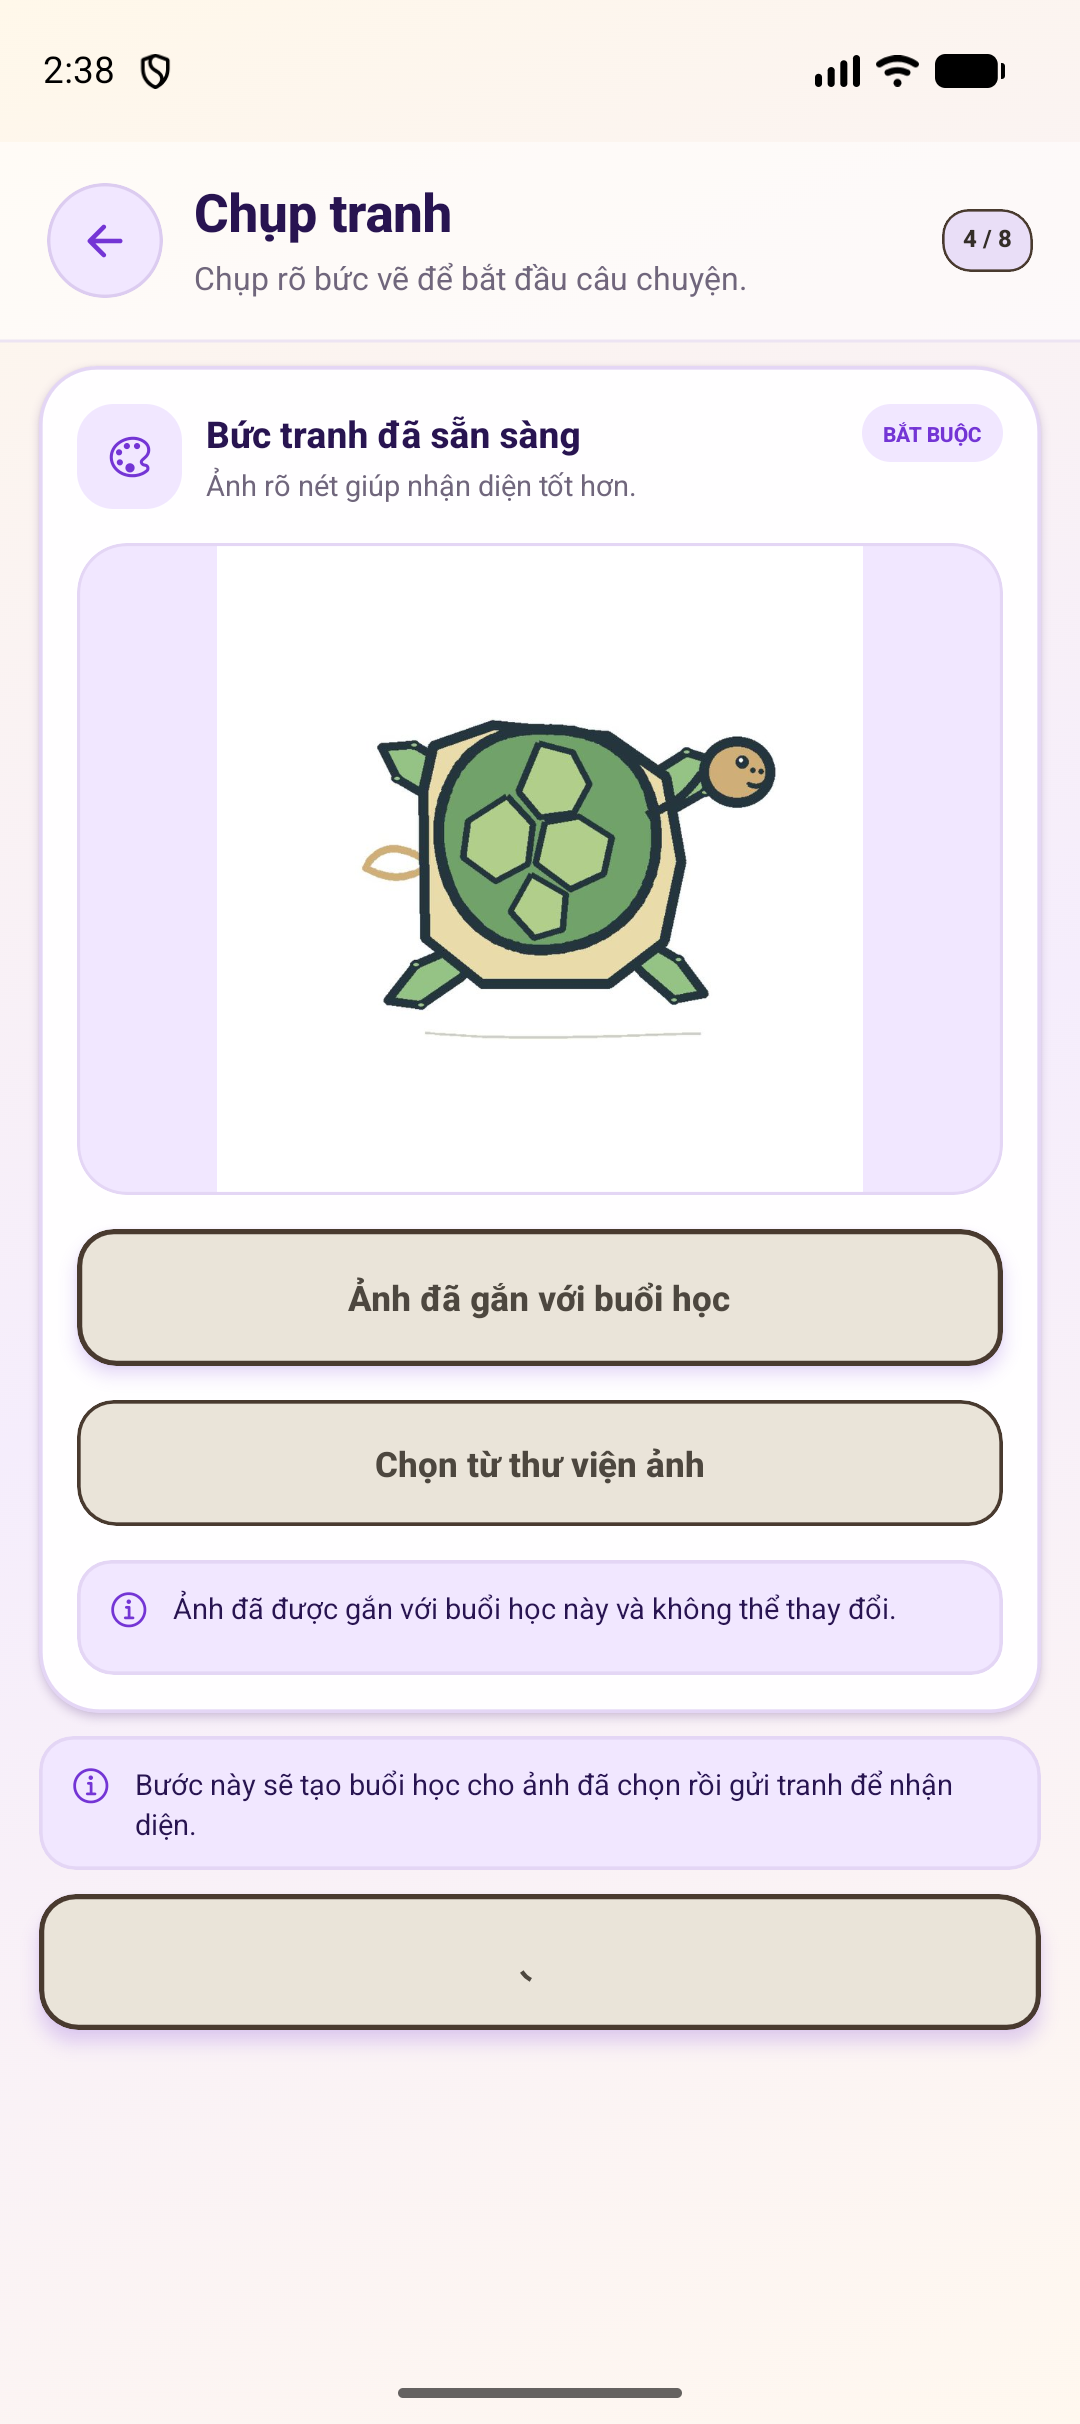 2:38
Chụp tranh
Chụp rõ bức vẽ để bắt đầu câu chuyện.
4 / 8
Bức tranh đã sẵn sàng
Ảnh rõ nét giúp nhận diện tốt hơn.
BẮT BUỘC
Ảnh đã gắn với buổi học
Chọn từ thư viện ảnh
Ảnh đã được gắn với buổi học này và không thể thay đổi.
Bước này sẽ tạo buổi học cho ảnh đã chọn rồi gửi tranh để nhận
diện.